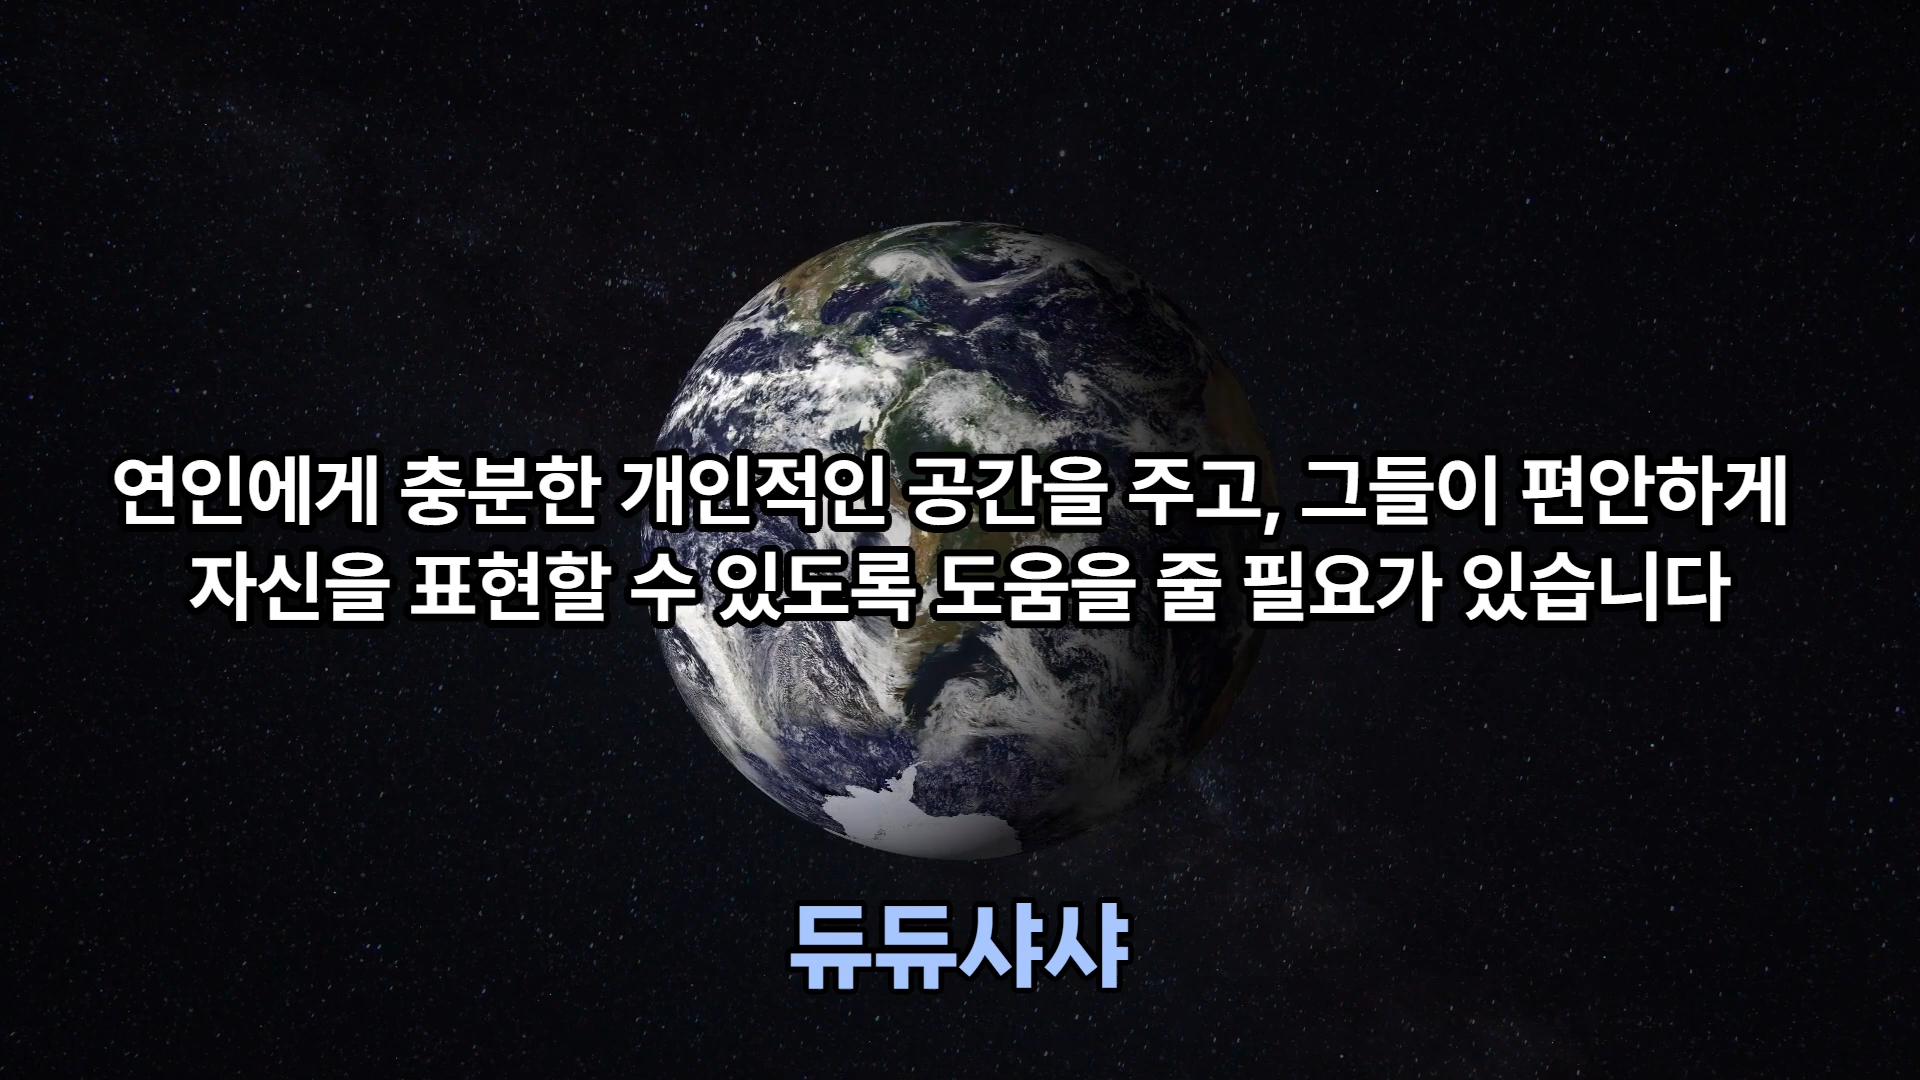 연인에게 충분한 개인적인 공간을 주고, 그들이 편안하게
자신을 표현할 수 있도록 도움을 줄 필요가 있습니다
듀듀샤샤